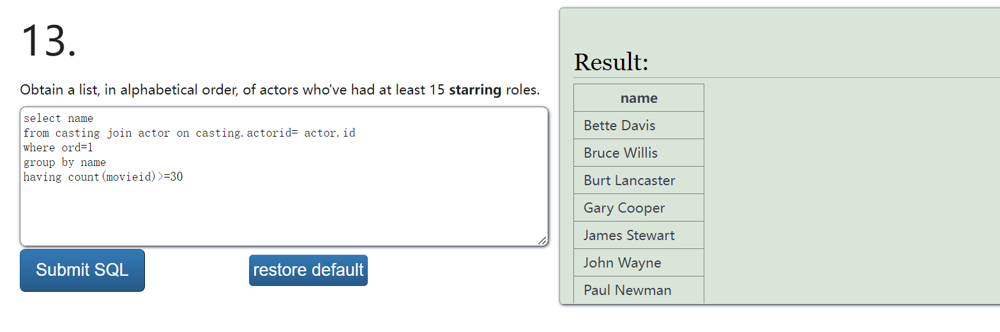 13.
Obtain a list, in alphabetical order, of actors who've had at least 15 starring roles.
select name
from casting join actor on casting.actorid= actor.id
where ord=1
group by name
having count(movieid)>=30
Submit SQL
restore default
Result:
name
Bette Davis
Bruce Willis
Burt Lancaster
Gary Cooper
James Stewart
John Wayne
Paul Newman